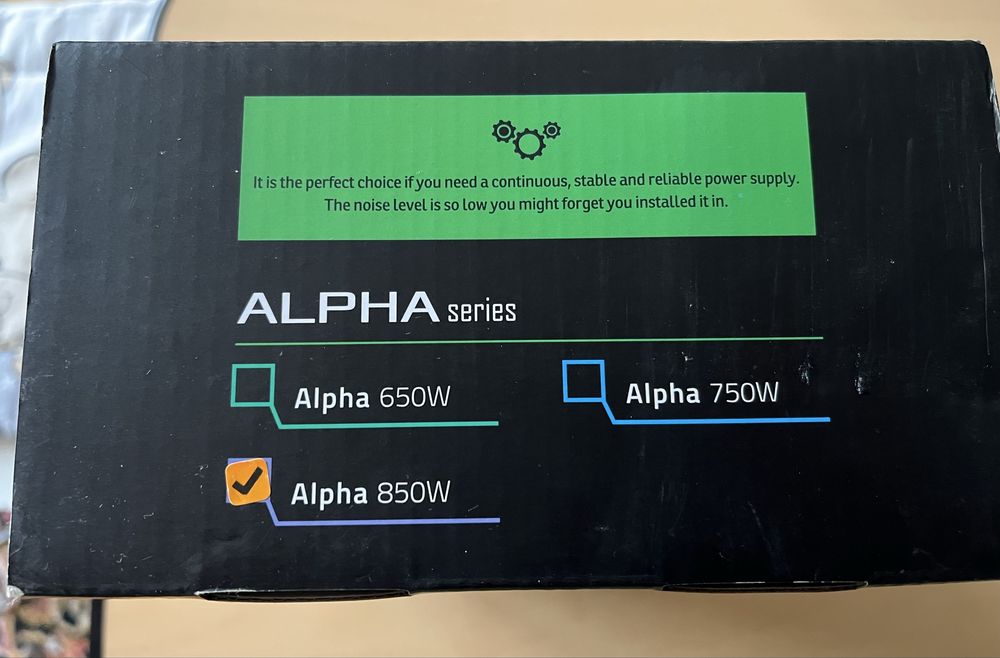 It is the perfect choice if you need a continuous, stable and reliable power supply.
The noise level is so low you might forget you installed it in.
ALPHA series
Alpha 650W
Alpha 750W
Alpha 850W